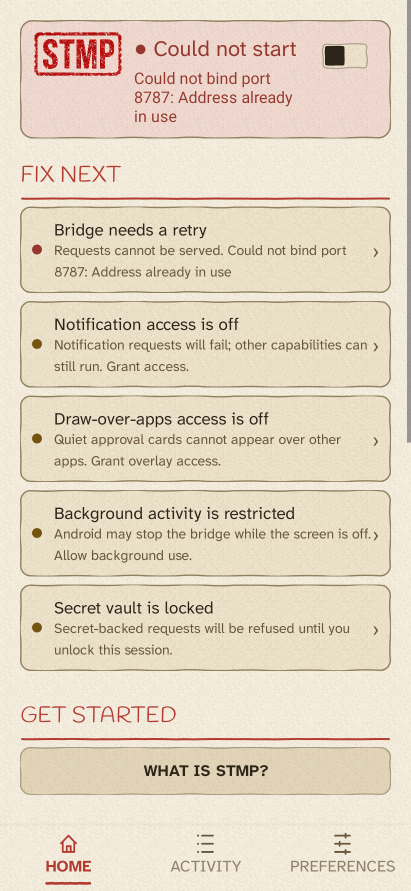 STMP
Could not start
Could not bind port
8787: Address already
in use
FIX NEXT
Bridge needs a retry
Requests cannot be served. Could not bind port
8787: Address already in use
Notification access is off
Notification requests will fail; other capabilities can
still run. Grant access.
Draw-over-apps access is off
Quiet approval cards cannot appear over other
apps. Grant overlay access.
Background activity is restricted
Android may stop the bridge while the screen is off.
Allow background use.
Secret vault is locked
Secret-backed requests will be refused until you
unlock this session.
GET STARTED
WHAT IS STMP?
HOME
ACTIVITY
PREFERENCES